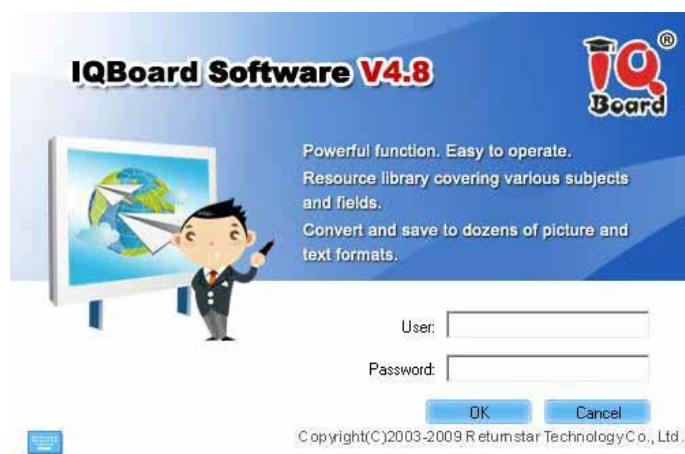 IQBoard Software V4.8
IQ®
Board
Powerful function. Easy to operate.
Resource library covering various subjects
and fields.
Convert and save to dozens of picture and
text formats.
User:
Password:
OK Cancel
Copyright(C)2003-2009 Returnstar Technology Co., Ltd.